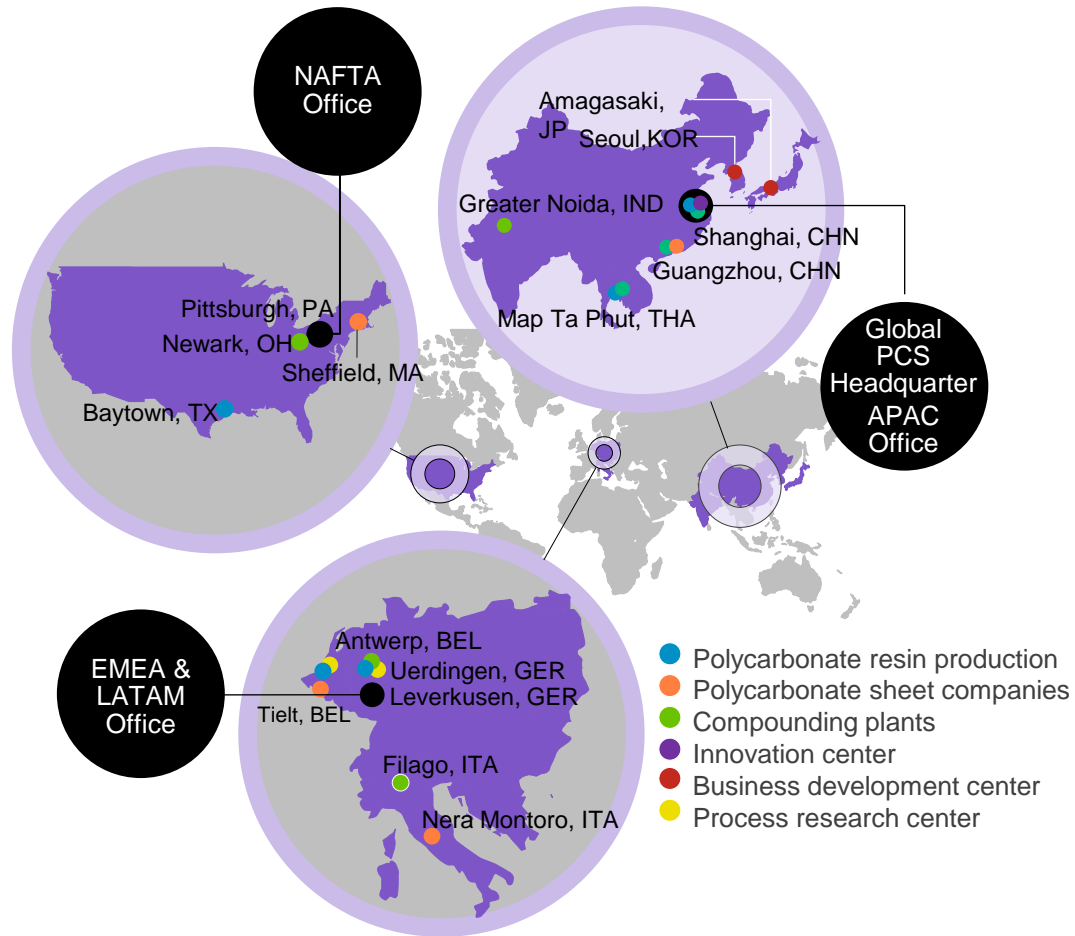 NAFTA
Office
Amagasaki,
JP
Seoul,KOR
Greater Noida, IND
Shanghai, CHN
Guangzhou, CHN
Map Ta Phut, THA
Pittsburgh, PA
Newark, OH
Sheffield, MA
Baytown, TX
Global
PCS
Headquarter
APAC
Office
Antwerp, BEL
Uerdingen, GER
Leverkusen, GER
Tielt, BEL
Filago, ITA
Nera Montoro, ITA
EMEA &
LATAM
Office
Polycarbonate resin production
Polycarbonate sheet companies
Compounding plants
Innovation center
Business development center
Process research center